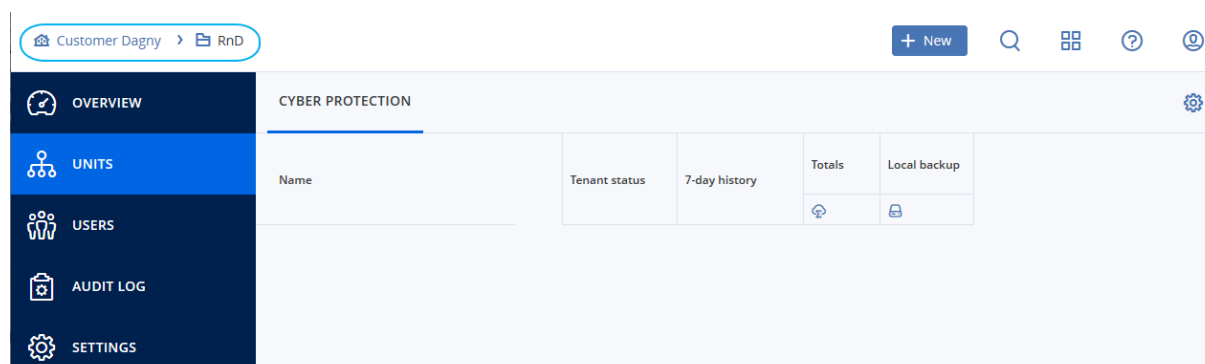 Customer Dagny > RnD
+ New
OVERVIEW
UNITS
USERS
AUDIT LOG
SETTINGS
CYBER PROTECTION
Name
Tenant status
7-day history
Totals
Local backup